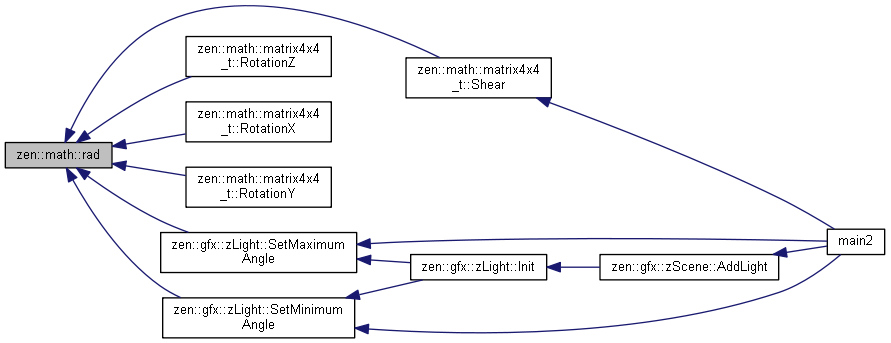 zen::math::matrix4x4
_t::RotationZ
zen::math::matrix4x4
_t::Shear
zen::math::matrix4x4
_t::RotationX
zen::math::rad
zen::math::matrix4x4
_t::RotationY
zen::gfx::zLight::SetMaximum
Angle
main2
zen::gfx::zLight::Init
zen::gfx::zScene::AddLight
zen::gfx::zLight::SetMinimum
Angle